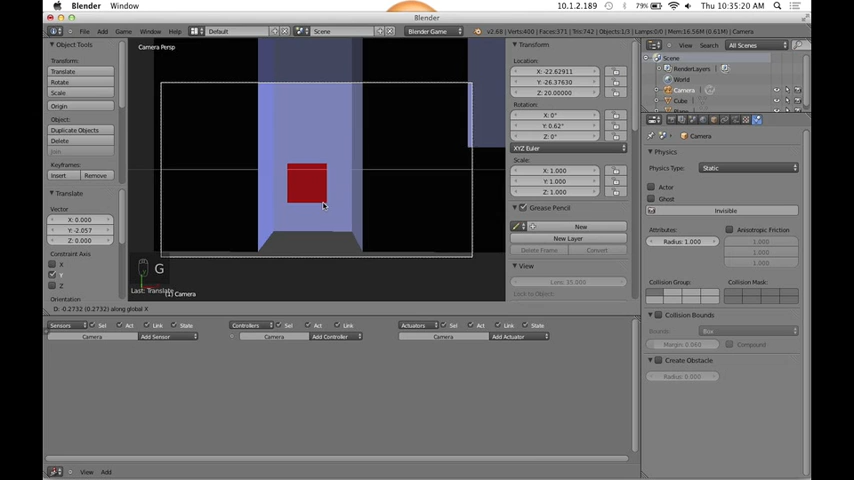 Blender Window 10.1.2.189 79% Thu 10:35:20 AM
Blender
File Add Game Window Help Default Scene Blender Game v2.68 | Verts:400 | Faces:371 | Tris:742 | Objects:1/3 | Lamps:0/0 | Mem:16.56M (0.61M) | Camera
Object Tools
Transform:
Translate
Rotate
Scale
Origin
Object:
Duplicate Objects
Delete
Join
Keyframes:
Insert Remove
Translate
Vector
X: 0.000
Y: -2.057
Z: 0.000
Constraint Axis
X
Y
Z
Orientation
Camera Persp
G
Last: Translate
(1) Camera
D: -0.2732 (0.2732) along global X
Transform
Location:
X: -22.62911
Y: -26.37630
Z: 20.00000
Rotation:
X: 0°
Y: 0.62°
Z: 0°
XYZ Euler
Scale:
X: 1.000
Y: 1.000
Z: 1.000
Grease Pencil
New
New Layer
Delete Frame Convert
View
Lens: 35.000
Lock to Object:
View Search All Scenes
Scene
RenderLayers
World
Camera
Cube
Camera
Physics
Physics Type: Static
Actor
Ghost
Invisible
Attributes: Anisotropic Friction
Radius: 1.000 1.000
1.000
1.000
Collision Group: Collision Mask:
Collision Bounds
Bounds: Box
Margin: 0.060 Compound
Create Obstacle
Radius: 0.000
Sensors Sel Act Link State Controllers Sel Act Link Actuators Sel Act Link State
Camera Add Sensor Camera Add Controller Camera Add Actuator
View Add